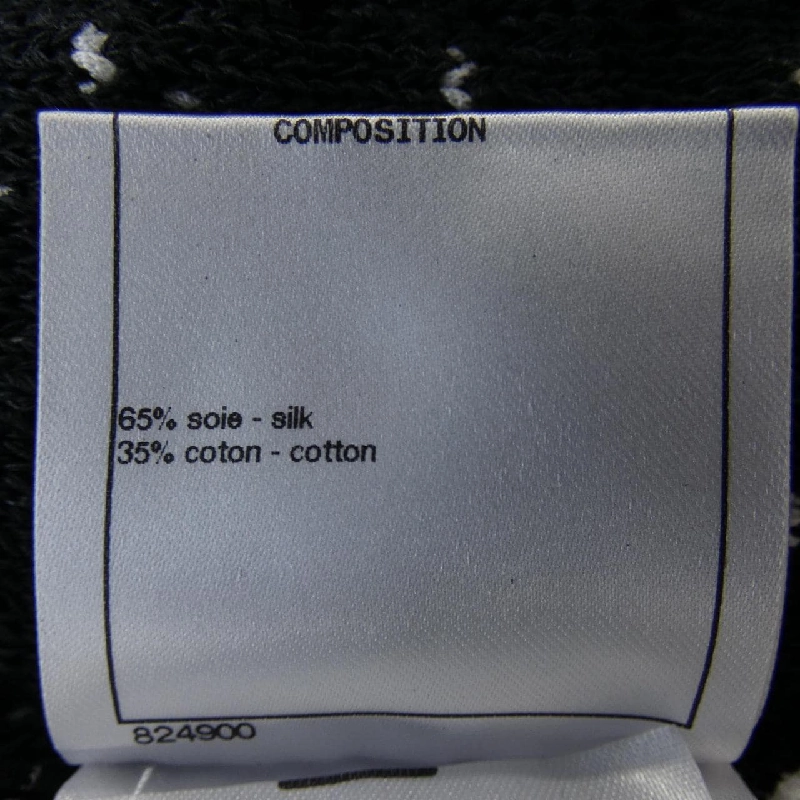 COMPOSITION
65% soie - silk
35% coton - cotton
824900